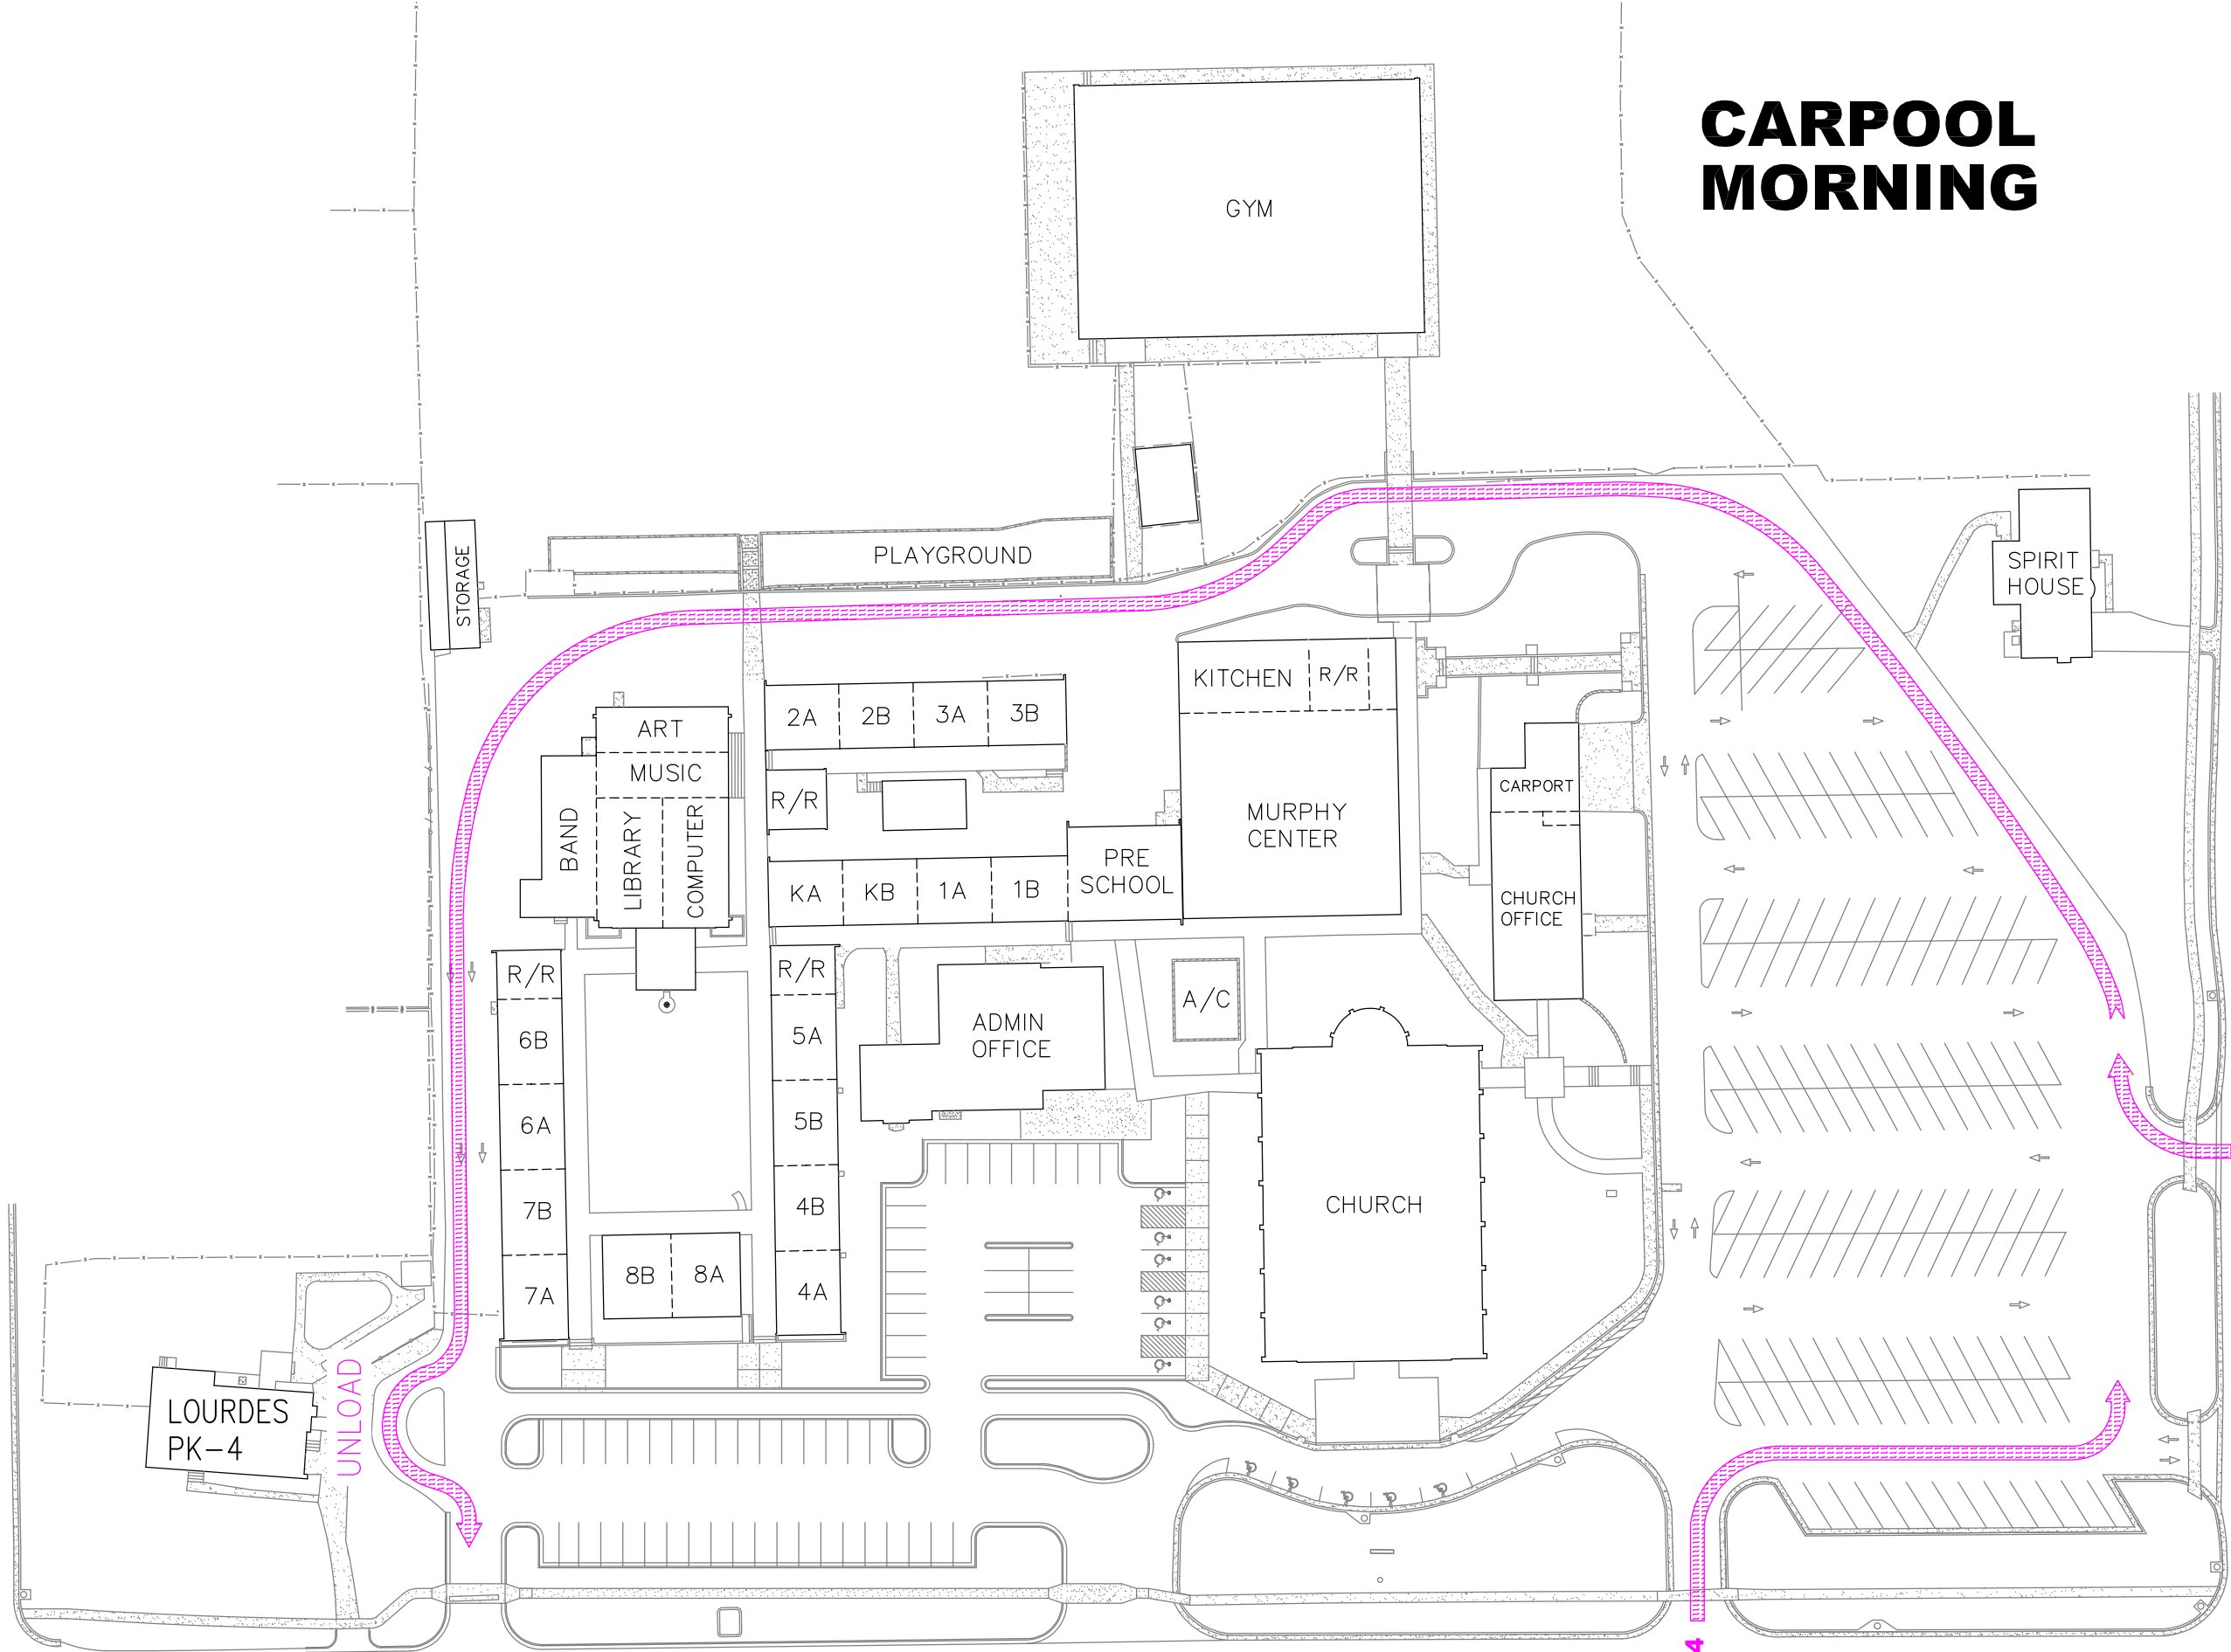 CARPOOL
MORNING
GYM
STORAGE
PLAYGROUND
SPIRIT
HOUSE
KITCHEN
R/R
ART
MUSIC
BAND
LIBRARY
COMPUTER
2A
2B
3A
3B
R/R
MURPHY
CENTER
CARPORT
PRE
SCHOOL
KA
KB
1A
1B
CHURCH
OFFICE
R/R
6B
6A
7B
7A
R/R
5A
5B
4B
4A
ADMIN
OFFICE
A/C
CHURCH
8B
8A
LOURDES
PK-4
UNLOAD
4